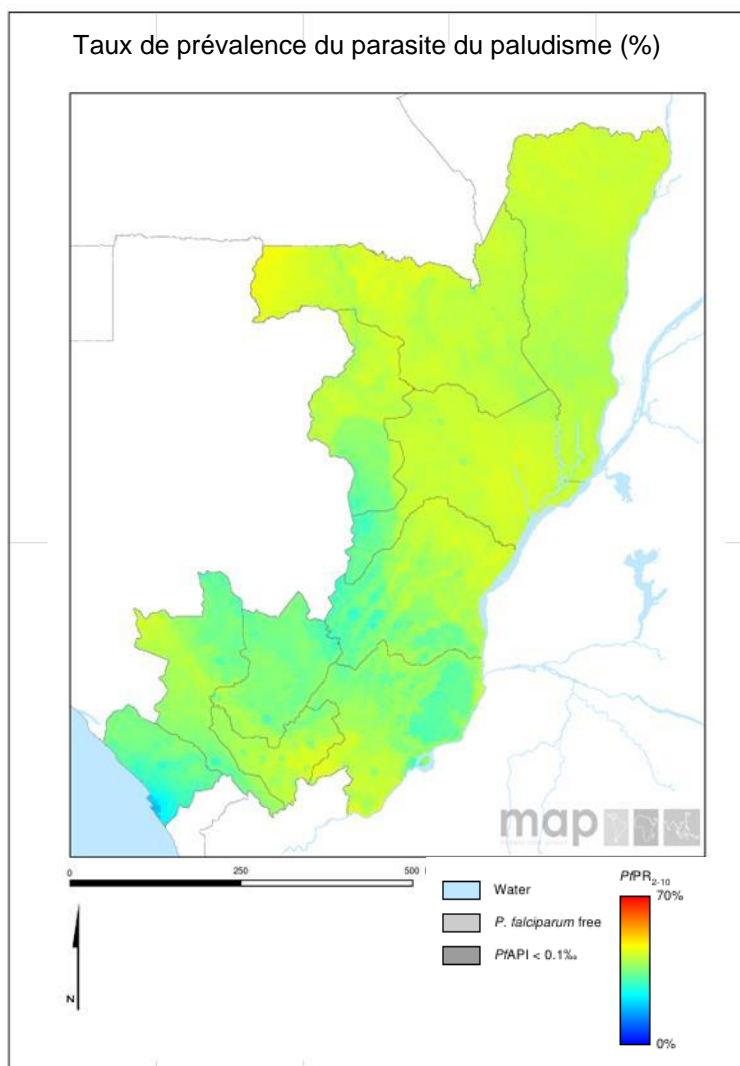 Taux de prévalence du parasite du paludisme (%)
map
0
250
500
Water
P. falciparum free
PfAPI < 0.1‰
PfPR2-10
70%
0%
N